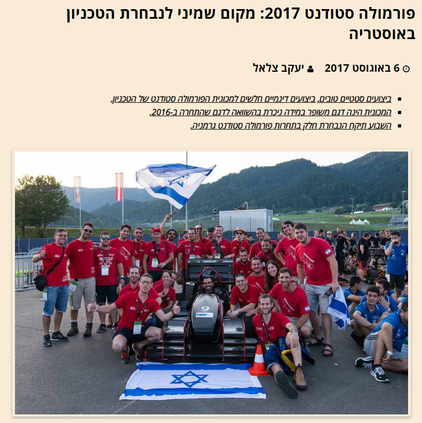 פורמולה סטודנט 2017: מקום שמיני לנבחרת הטכניון
באוסטריה
6 באוגוסט 2017 יעקב צלאל
ביצועים סטטיים טובים, ביצועים דינמיים חלשים למכונית הפורמולה סטודנט של הטכניון.
המכונית הינה דגם משופר במידה ניכרת בהשוואה לדגם שהתחרה ב-2016.
השבוע תיקח הנבחרת חלק בתחרות פורמולה סטודנט גרמניה.